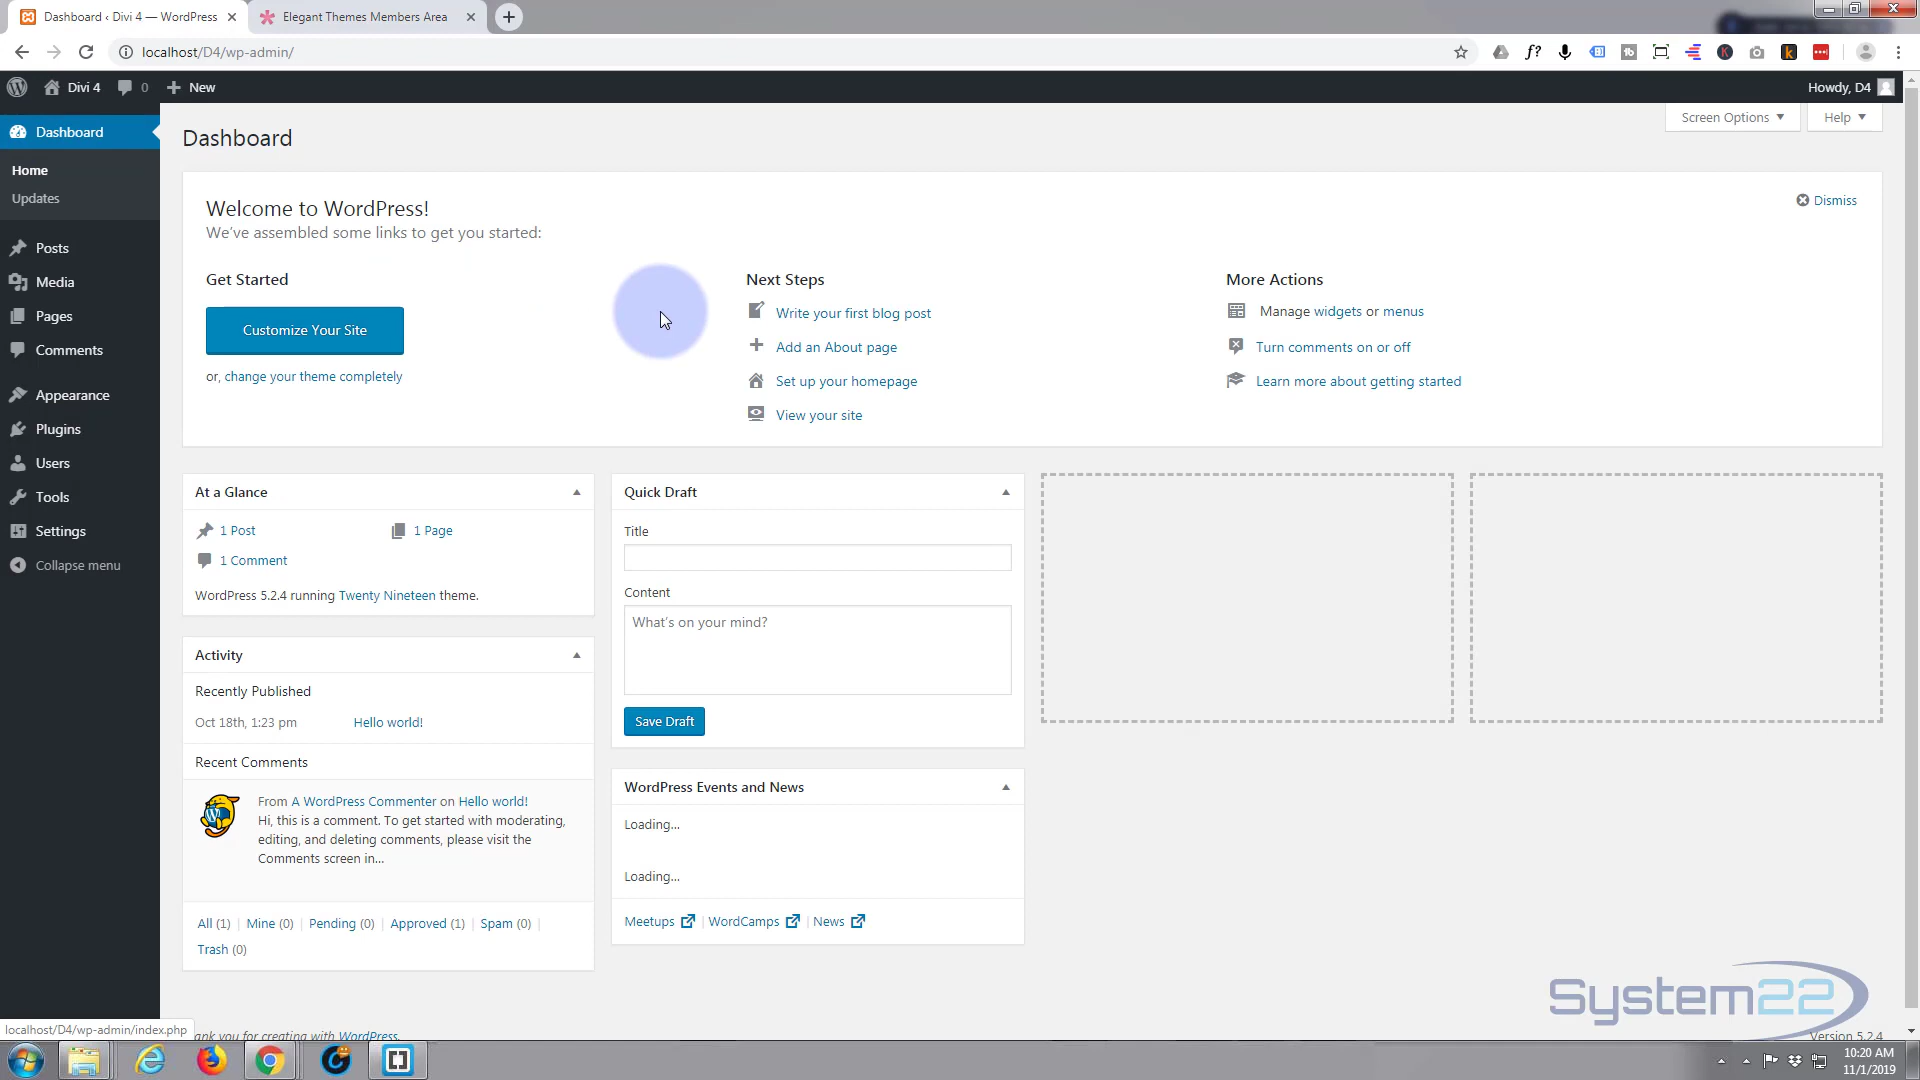 Dashboard ‹ Divi 4 — WordPress
Elegant Themes Members Area
localhost/D4/wp-admin/
Divi 4
0
New
Howdy, D4
Dashboard
Home
Updates
Posts
Media
Pages
Comments
Appearance
Plugins
Users
Tools
Settings
Collapse menu
Dashboard
Screen Options
Help
Welcome to WordPress!
We've assembled some links to get you started:
Dismiss
Get Started
Customize Your Site
or, change your theme completely
Next Steps
Write your first blog post
Add an About page
Set up your homepage
View your site
More Actions
Manage widgets or menus
Turn comments on or off
Learn more about getting started
At a Glance
1 Post
1 Page
1 Comment
WordPress 5.2.4 running Twenty Nineteen theme.
Activity
Recently Published
Oct 18th, 1:23 pm
Hello world!
Recent Comments
From A WordPress Commenter on Hello world!
Hi, this is a comment. To get started with moderating,
editing, and deleting comments, please visit the
Comments screen in...
All (1) | Mine (0) | Pending (0) | Approved (1) | Spam (0) |
Trash (0)
Quick Draft
Title
Content
What's on your mind?
Save Draft
WordPress Events and News
Loading...
Loading...
Meetups | WordCamps | News
System22
localhost/D4/wp-admin/index.php
ank you for creating with WordPress.
Version 5.2.4
10:20 AM
11/1/2019